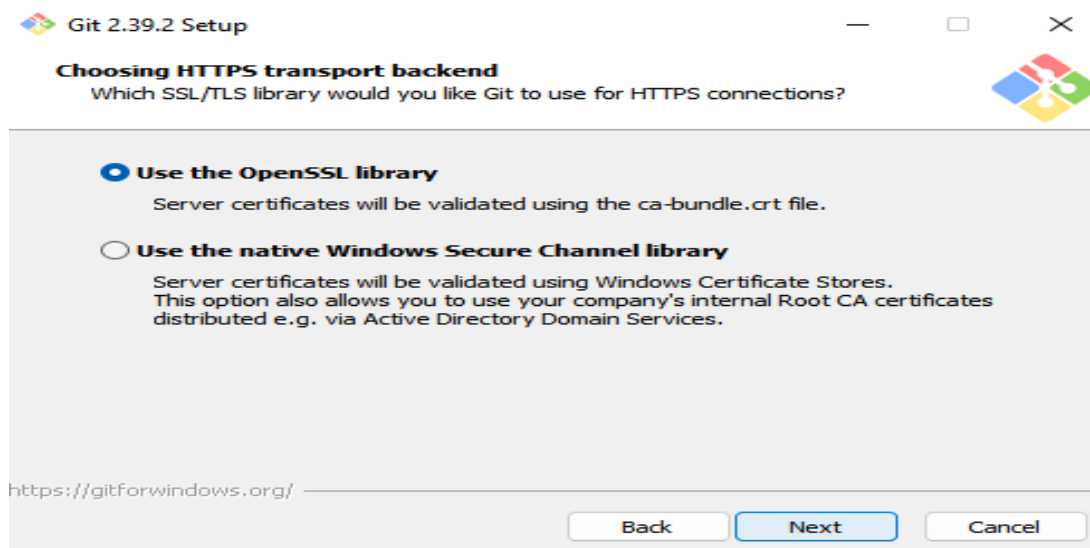 Git 2.39.2 Setup
Choosing HTTPS transport backend
Which SSL/TLS library would you like Git to use for HTTPS connections?
Use the OpenSSL library
Server certificates will be validated using the ca-bundle.crt file.
Use the native Windows Secure Channel library
Server certificates will be validated using Windows Certificate Stores.
This option also allows you to use your company's internal Root CA certificates
distributed e.g. via Active Directory Domain Services.
https://gitforwindows.org/
Back Next Cancel